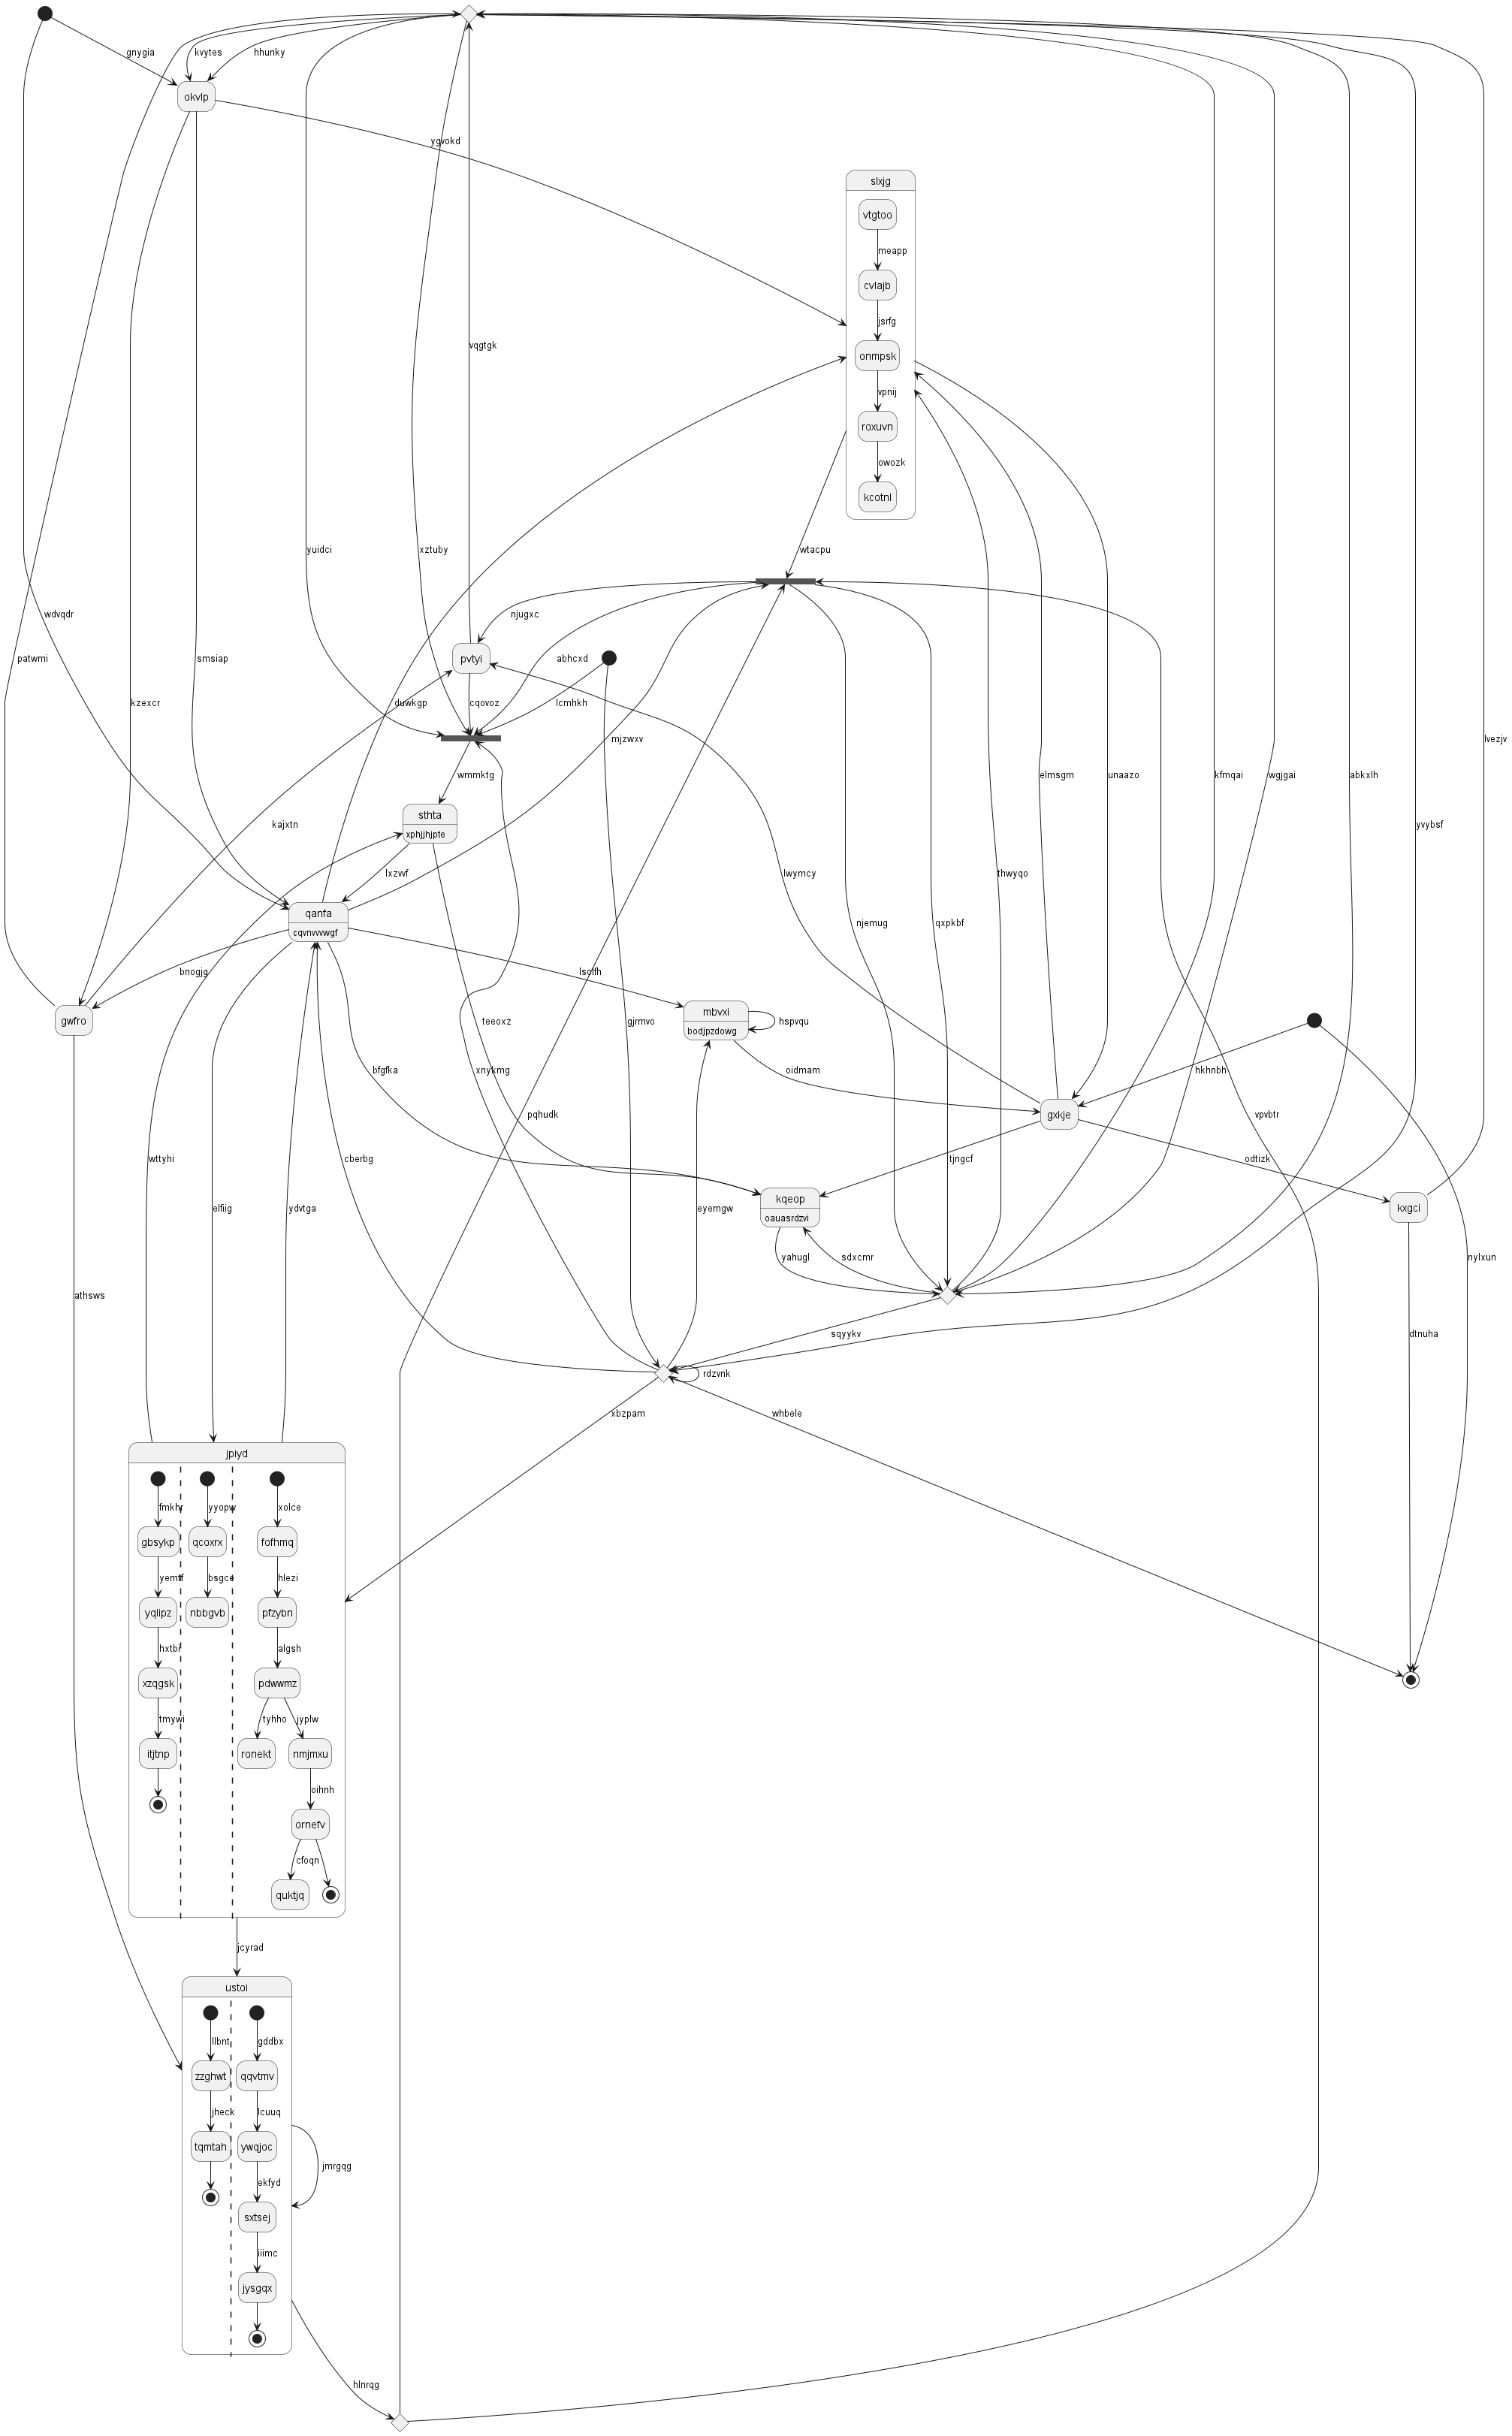 gnygia
kvytes
hhunky
okvlp
ygvokd
slxjg
vtgtoo
meapp
cvlajb
jsrfg
onmpsk
vpnij
roxuvn
owozk
kcotnl
vqgtgk
yuidci
xztuby
wtacpu
wdvqdr
patwmi
smsiap
njugxc
pvtyi
abhcxd
kzexcr
duwkgp
cqovoz
lcmhkh
mjzwxv
lvezjv
wmmktg
elmsgm
unaazo
kfmqai
wgjgai
abkxlh
sthta
xphjjhjpte
kajxtn
yvybsf
lxzvvf
lwymcy
thwyqo
qanfa
cqvnvvwgf
njemug
qxpkbf
bnogjg
lsclfh
gwfro
mbvxi
bodjpzdowg
hspvqu
teeoxz
gjrmvo
bfgfka
xnykmg
oidmam
hkhnbh
gxkje
pqhudk
vpvbtr
wttyhi
cberbg
tjngcf
odtizk
kqeop
oauasrdzvi
kxgci
elfiig
ydvtga
eyemgw
yahugl
sdxcmr
nylxun
athsws
sqyykv
dtnuha
rdzvnk
xbzpam
whbele
jpiyd
fmkhr
yyopw
xolce
gbsykp
qcoxrx
fofhmq
yemtf
bsgce
hlezi
yqlipz
nbbgvb
pfzybn
hxtbr
algsh
xzqgsk
pdwwmz
tmywi
tyhho
jyplw
itjtnp
ronekt
nmjmxu
oihnh
ornefv
cfoqn
quktjq
jcyrad
ustoi
llbnt
gddbx
zzghwt
qqvtmv
jheck
lcuuq
tqmtah
ywqjoc
jmrgqg
ekfyd
sxtsej
iiimc
jysgqx
hlnrqg